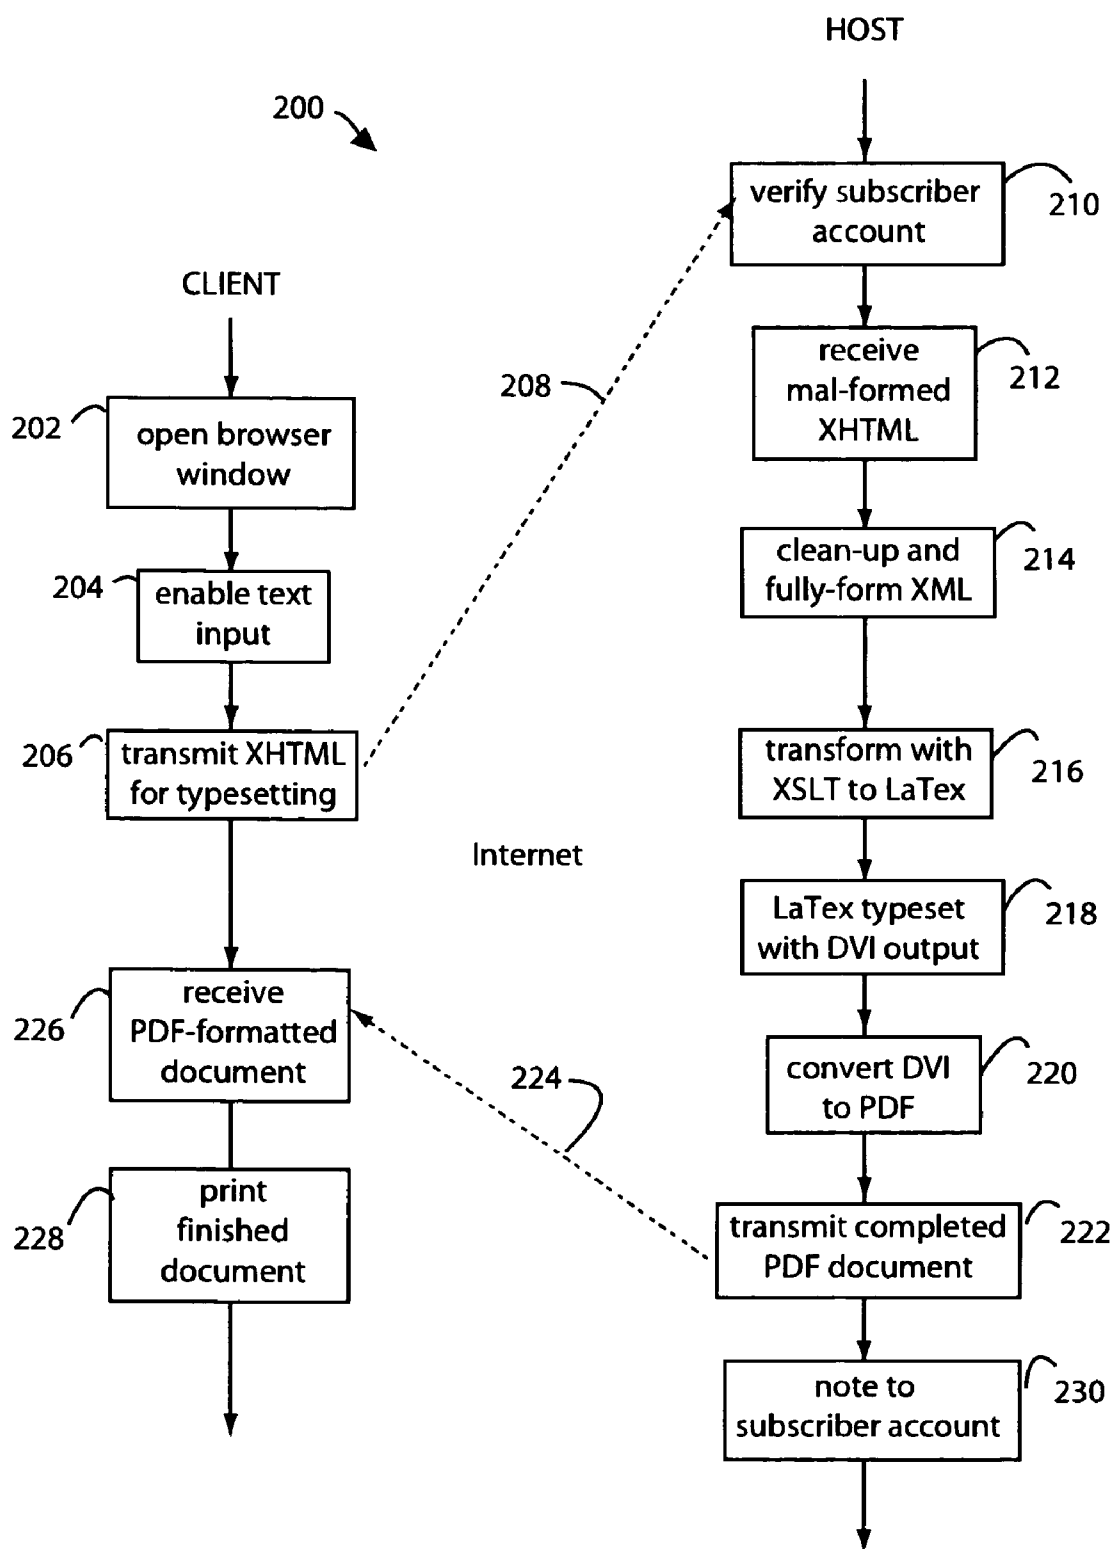 HOST
200
verify subscriber
account
210
CLIENT
receive
mal-formed
XHTML
212
208
202
open browser
window
clean-up and
fully-form XML
214
204
enable text
input
206
transmit XHTML
for typesetting
transform with
XSLT to LaTex
216
Internet
LaTex typeset
with DVI output
218
226
receive
PDF-formatted
document
convert DVI
to PDF
220
224
228
print
finished
document
transmit completed
PDF document
222
note to
subscriber account
230